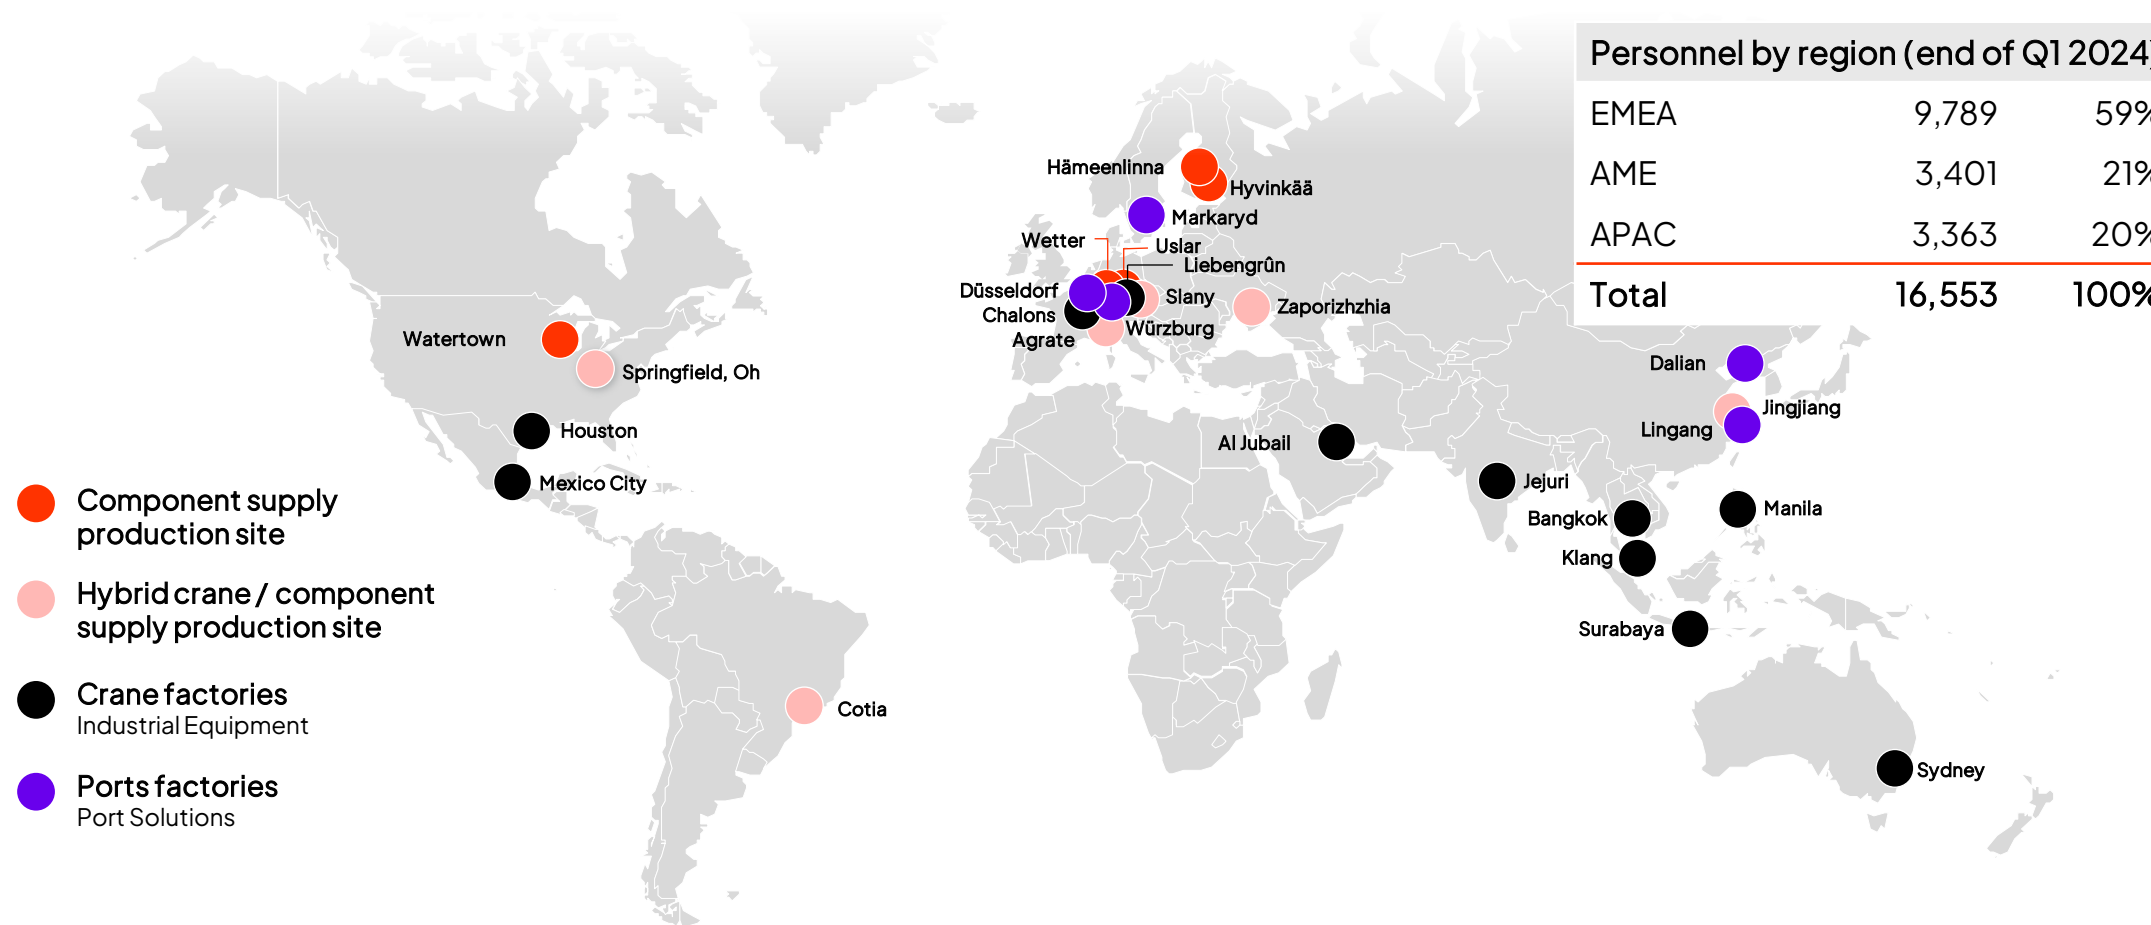 Personnel by region (end of Q1 2024)
EMEA 9,789 59%
AME 3,401 21%
APAC 3,363 20%
Total 16,553 100%
Hämeenlinna
Hyvinkää
Markaryd
Wetter
Uslar
Liebengrûn
Düsseldorf
Slany
Zaporizhzhia
Chalons
Würzburg
Agrate
Watertown
Springfield, Oh
Houston
Mexico City
Cotia
Al Jubail
Dalian
Jingjiang
Lingang
Jejuri
Bangkok
Manila
Klang
Surabaya
Sydney
Component supply
production site
Hybrid crane / component
supply production site
Crane factories
Industrial Equipment
Ports factories
Port Solutions